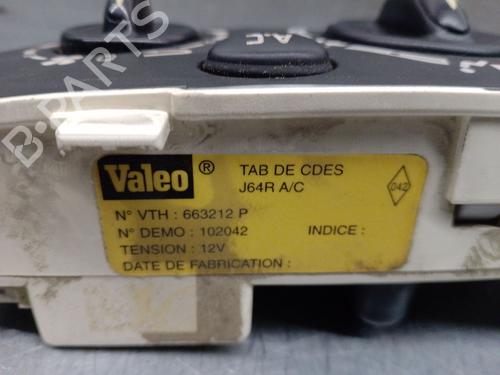 A.C
Valeo ®
TAB DE CDES
J64R A/C
042
N° VTH : 663212 P
N° DEMO : 102042
INDICE :
TENSION : 12V
DATE DE FABRICATION :
B-PARTS